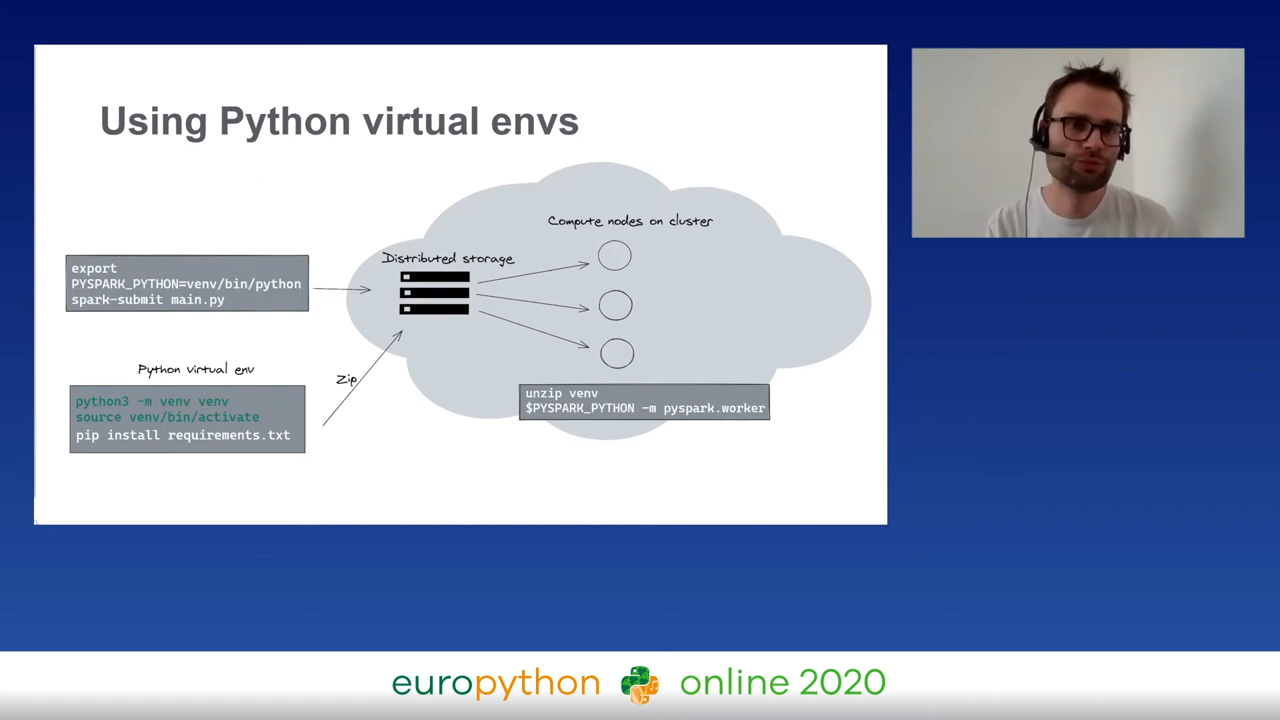 Using Python virtual envs
Compute nodes on cluster
Distributed storage
export
PYSPARK_PYTHON=venv/bin/python
spark-submit main.py
Python virtual env
Zip
python3 -m venv venv
source venv/bin/activate
pip install requirements.txt
unzip venv
$PYSPARK_PYTHON -m pyspark.worker
europython online 2020